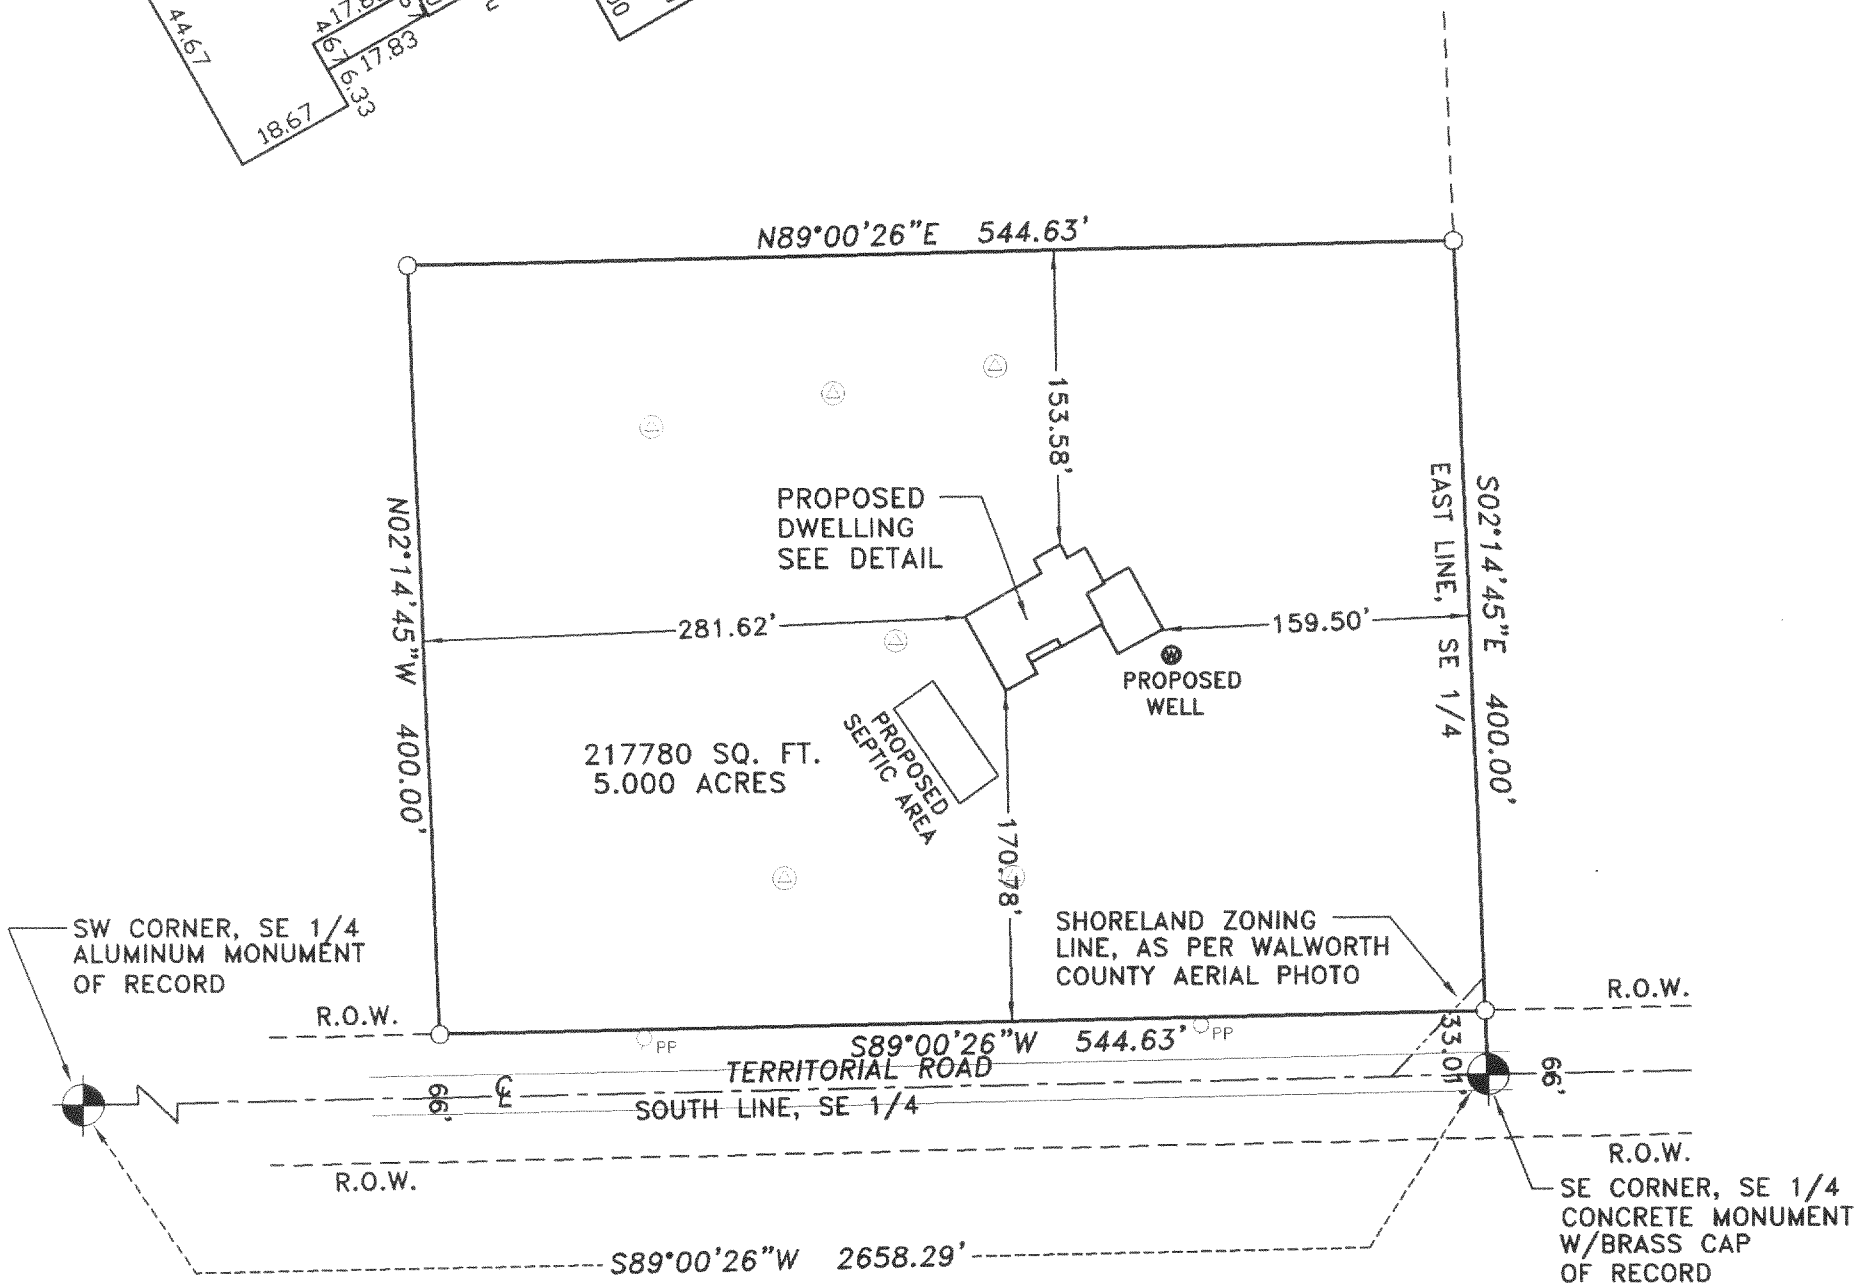 44.67
4.67
17.83
6.33
18.67
N89°00'26"E 544.63'
153.58'
PROPOSED
DWELLING
SEE DETAIL
N02°14'45"W 400.00'
EAST LINE, SE 1/4
S02°14'45"E 400.00'
281.62'
159.50'
W
PROPOSED
WELL
PROPOSED
SEPTIC AREA
217780 SQ. FT.
5.000 ACRES
170.78'
SW CORNER, SE 1/4
ALUMINUM MONUMENT
OF RECORD
SHORELAND ZONING
LINE, AS PER WALWORTH
COUNTY AERIAL PHOTO
R.O.W.
R.O.W.
PP
S89°00'26"W 544.63'
PP
33.01'
TERRITORIAL ROAD
66'
℄
SOUTH LINE, SE 1/4
66'
R.O.W.
R.O.W.
SE CORNER, SE 1/4
CONCRETE MONUMENT
W/BRASS CAP
OF RECORD
S89°00'26"W 2658.29'